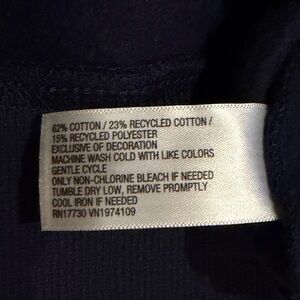 62% COTTON / 23% RECYCLED COTTON /
15% RECYCLED POLYESTER
EXCLUSIVE OF DECORATION
MACHINE WASH COLD WITH LIKE COLORS
GENTLE CYCLE
ONLY NON-CHLORINE BLEACH IF NEEDED
TUMBLE DRY LOW, REMOVE PROMPTLY
COOL IRON IF NEEDED
RN17730 VN1974109